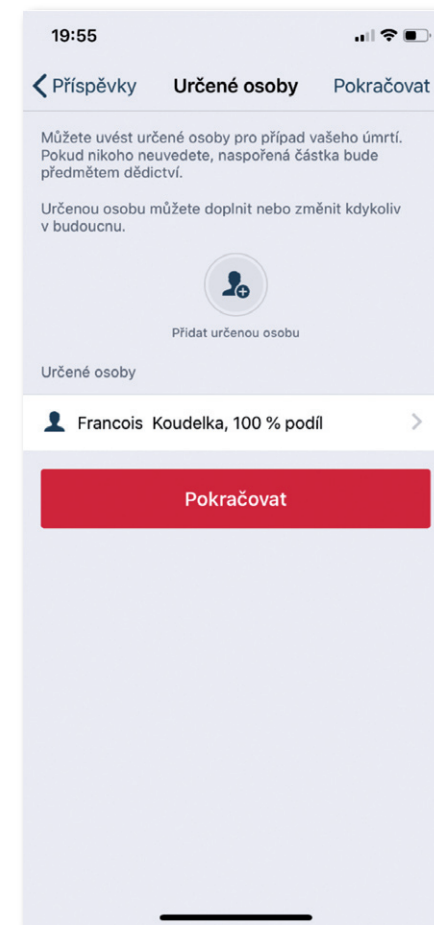 19:55
Příspěvky Určené osoby Pokračovat
Můžete uvést určené osoby pro případ vašeho úmrtí.
Pokud nikoho neuvedete, naspořená částka bude
předmětem dědictví.
Určenou osobu můžete doplnit nebo změnit kdykoliv
v budoucnu.
Přidat určenou osobu
Určené osoby
Francois Koudelka, 100 % podíl
Pokračovat